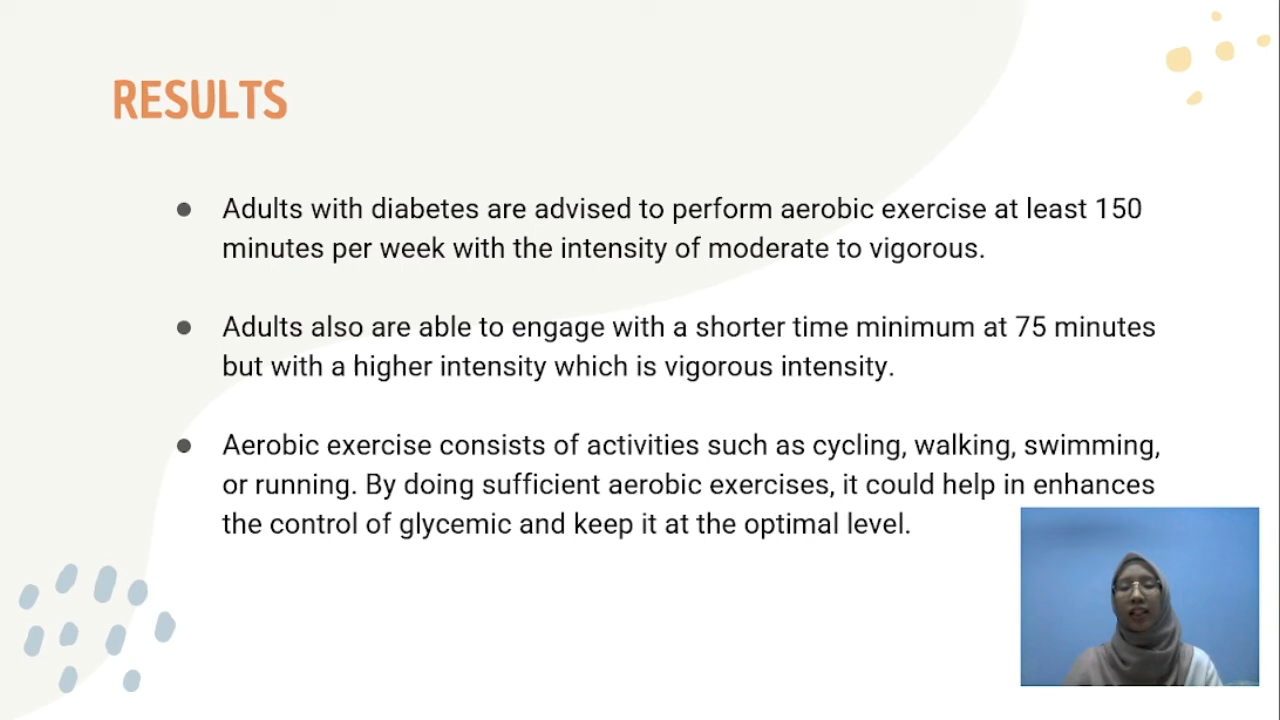 RESULTS
● Adults with diabetes are advised to perform aerobic exercise at least 150
minutes per week with the intensity of moderate to vigorous.
● Adults also are able to engage with a shorter time minimum at 75 minutes
but with a higher intensity which is vigorous intensity.
● Aerobic exercise consists of activities such as cycling, walking, swimming,
or running. By doing sufficient aerobic exercises, it could help in enhances
the control of glycemic and keep it at the optimal level.